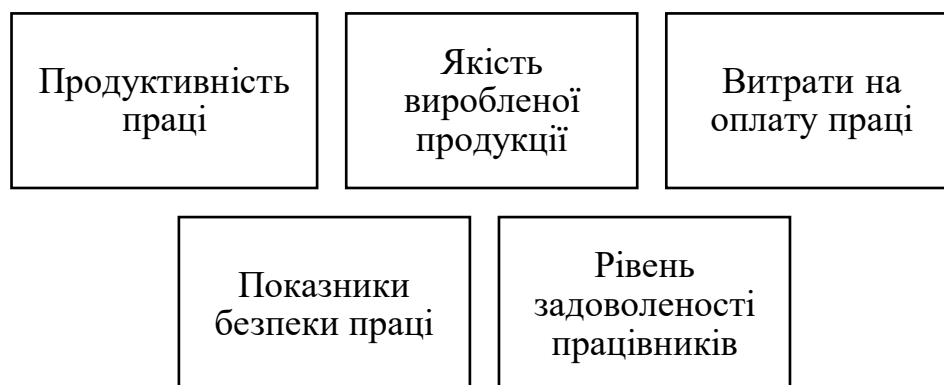 Продуктивність
праці
Якість
виробленої
продукції
Витрати на
оплату праці
Показники
безпеки праці
Рівень
задоволеності
працівників